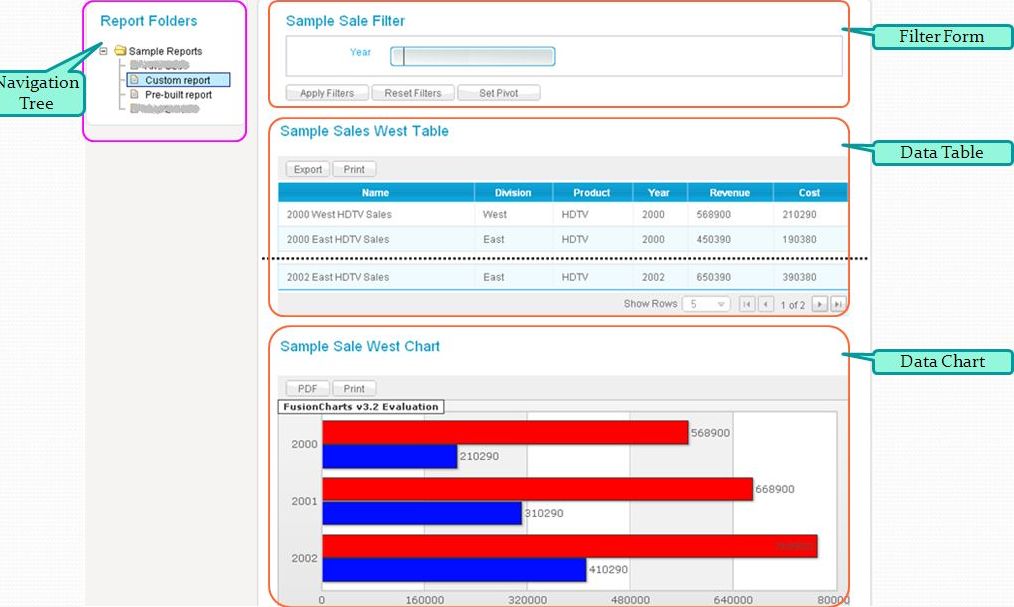 Report Folders
Sample Reports
Custom report
Pre-built report
Navigation
Tree
Sample Sale Filter
Year
Apply Filters Reset Filters Set Pivot
Filter Form
Sample Sales West Table
Export Print
Data Table
Name Division Product Year Revenue Cost
2000 West HDTV Sales West HDTV 2000 568900 210290
2000 East HDTV Sales East HDTV 2000 450390 190380
2002 East HDTV Sales East HDTV 2002 650390 390380
Show Rows 5 1 of 2
Sample Sale West Chart
Data Chart
PDF Print
FusionCharts v3.2 Evaluation
2000 568900
210290
2001 668900
310290
2002
410290
0 160000 320000 480000 640000 80000